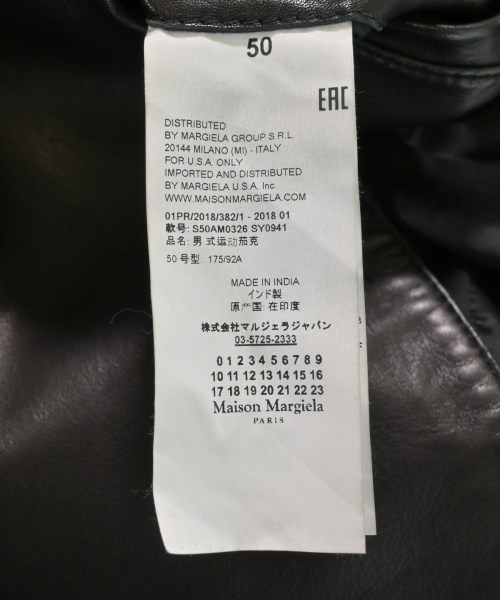 50
EAC
DISTRIBUTED
BY MARGIELA GROUP S.R.L.
20144 MILANO (MI) - ITALY
FOR U.S.A. ONLY
IMPORTED AND DISTRIBUTED
BY MARGIELA U.S.A. Inc.
WWW.MAISONMARGIELA.COM
01PR/2018/382/1 - 2018 01
款号: S50AM0326 SY0941
品名: 男式运动茄克
50 号型: 175/92A
MADE IN INDIA
インド製
原产国: 在印度
株式会社マルジェラジャパン
03-5725-2333
0 1 2 3 4 5 6 7 8 9
10 11 12 13 14 15 16
17 18 19 20 21 22 23
Maison Margiela
PARIS